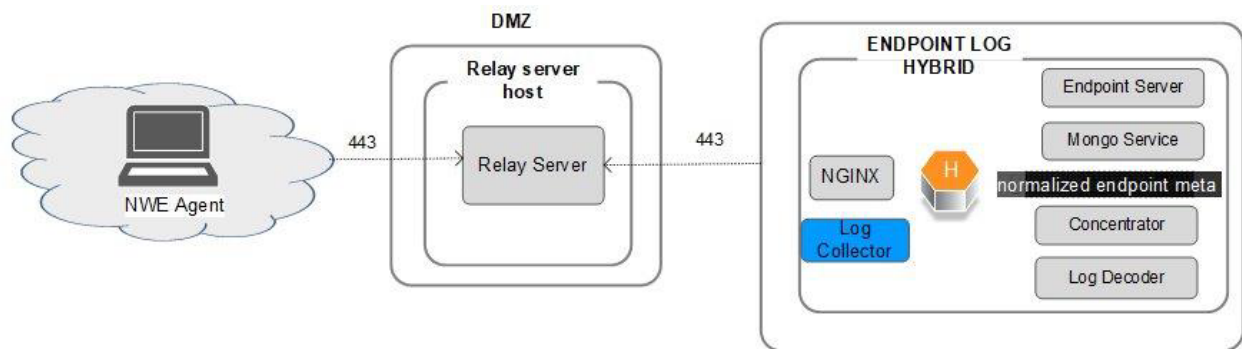 DMZ
ENDPOINT LOG
HYBRID
Relay server
host
Endpoint Server
443
443
Mongo Service
Relay Server
NGINX
H
normalized endpoint meta
NWE Agent
Log
Collector
Concentrator
Log Decoder